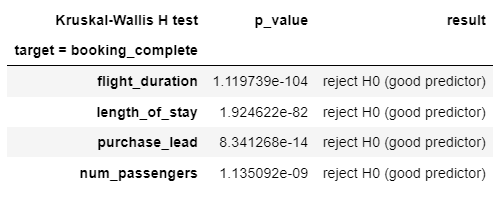 Kruskal-Wallis H test p_value result
target = booking_complete
flight_duration 1.119739e-104 reject H0 (good predictor)
length_of_stay 1.924622e-82 reject H0 (good predictor)
purchase_lead 8.341268e-14 reject H0 (good predictor)
num_passengers 1.135092e-09 reject H0 (good predictor)